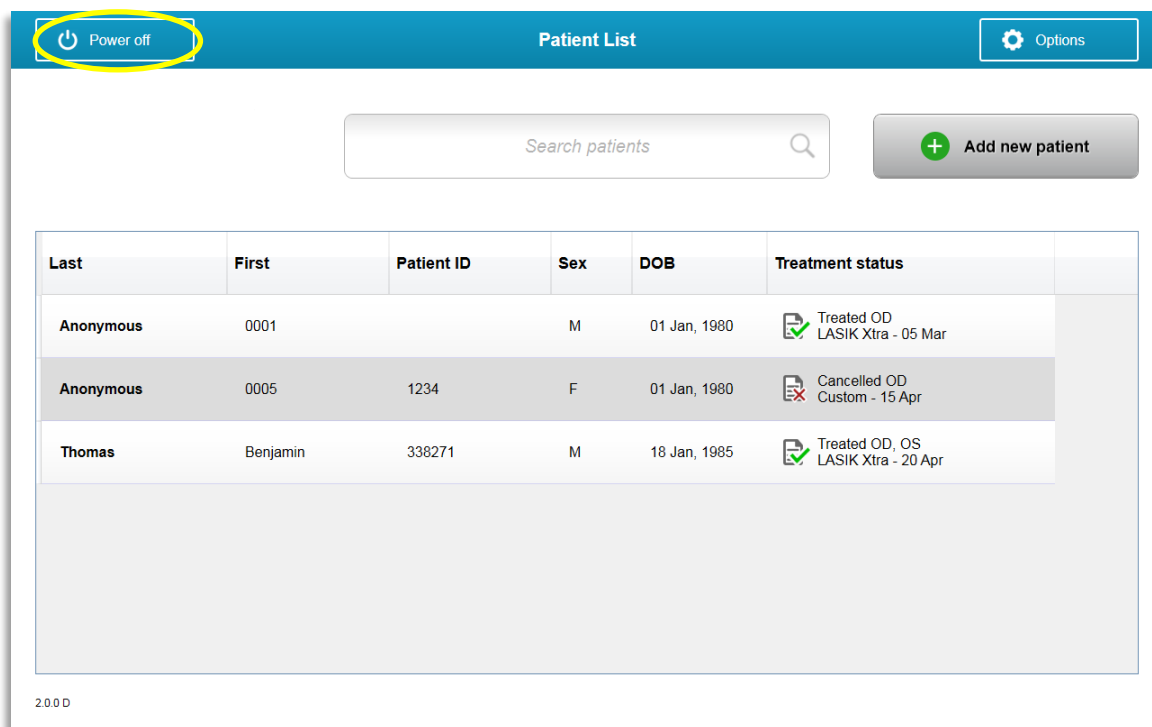 Power off
Patient List
Options
Search patients
Add new patient
Last First Patient ID Sex DOB Treatment status
Anonymous 0001 M 01 Jan, 1980 Treated OD
LASIK Xtra - 05 Mar
Anonymous 0005 1234 F 01 Jan, 1980 Cancelled OD
Custom - 15 Apr
Thomas Benjamin 338271 M 18 Jan, 1985 Treated OD, OS
LASIK Xtra - 20 Apr
2.0.0 D